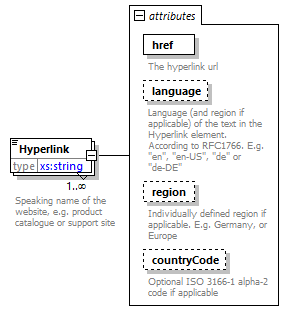 attributes
href
The hyperlink url
language
Language (and region if
applicable) of the text in the
Hyperlink element.
According to RFC1766. E.g.
"en", "en-US", "de" or
"de-DE"
Hyperlink
type xs:string
1..∞
Speaking name of the
website, e.g. product
catalogue or support site
region
Individually defined region if
applicable. E.g. Germany, or
Europe
countryCode
Optional ISO 3166-1 alpha-2
code if applicable